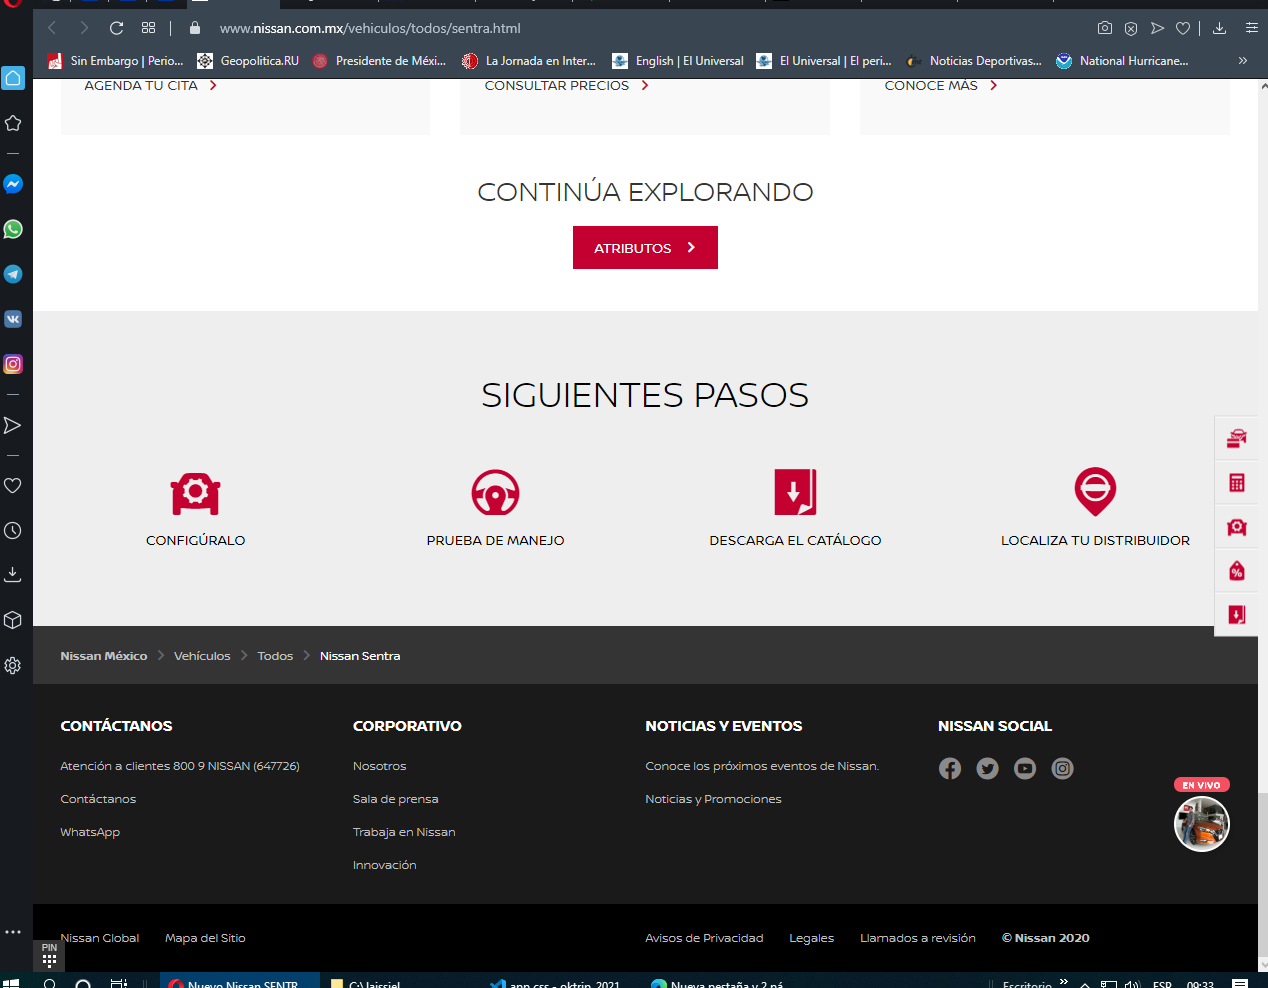 www.nissan.com.mx/vehiculos/todos/sentra.html
Sin Embargo | Perio...
Geopolitica.RU
Presidente de Méxi...
La Jornada en Inter...
English | El Universal
El Universal | El peri...
Noticias Deportivas...
National Hurricane...
»
AGENDA TU CITA
CONSULTAR PRECIOS
CONOCE MÁS
CONTINÚA EXPLORANDO
ATRIBUTOS
SIGUIENTES PASOS
CONFIGÚRALO
PRUEBA DE MANEJO
DESCARGA EL CATÁLOGO
LOCALIZA TU DISTRIBUIDOR
Nissan México > Vehículos > Todos > Nissan Sentra
CONTÁCTANOS
Atención a clientes 800 9 NISSAN (647726)
Contáctanos
WhatsApp
CORPORATIVO
Nosotros
Sala de prensa
Trabaja en Nissan
Innovación
NOTICIAS Y EVENTOS
Conoce los próximos eventos de Nissan.
Noticias y Promociones
NISSAN SOCIAL
EN VIVO
Nissan Global
Mapa del Sitio
Avisos de Privacidad
Legales
Llamados a revisión
© Nissan 2020
PIN
Nuevo Nissan SENTR
C:\laissiel
app.css - oktrip_2021
Nueva pestaña y 2 pá
Escritorio
ESP
09:33